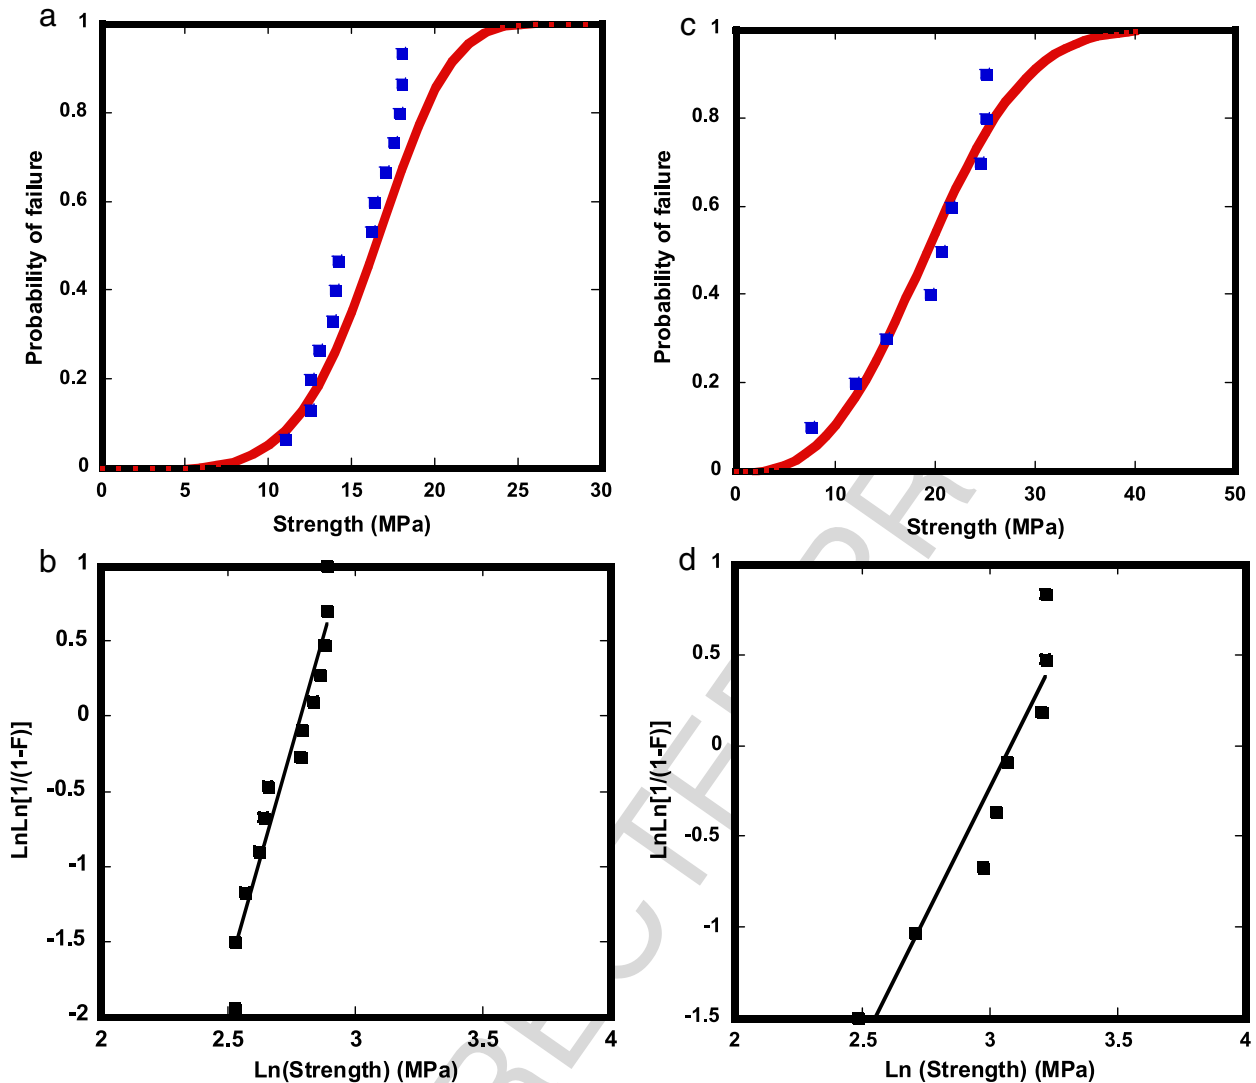 a
1
0.8
0.6
0.4
0.2
0
Probability of failure
0 5 10 15 20 25 30
Strength (MPa)
c
1
0.8
0.6
0.4
0.2
0
Probability of failure
0 10 20 30 40 50
Strength (MPa)
b
1
0.5
0
-0.5
-1
-1.5
-2
LnLn[1/(1-F)]
2 2.5 3 3.5 4
Ln(Strength) (MPa)
d
1
0.5
0
-0.5
-1
-1.5
LnLn[1/(1-F)]
2 2.5 3 3.5 4
Ln (Strength) (MPa)